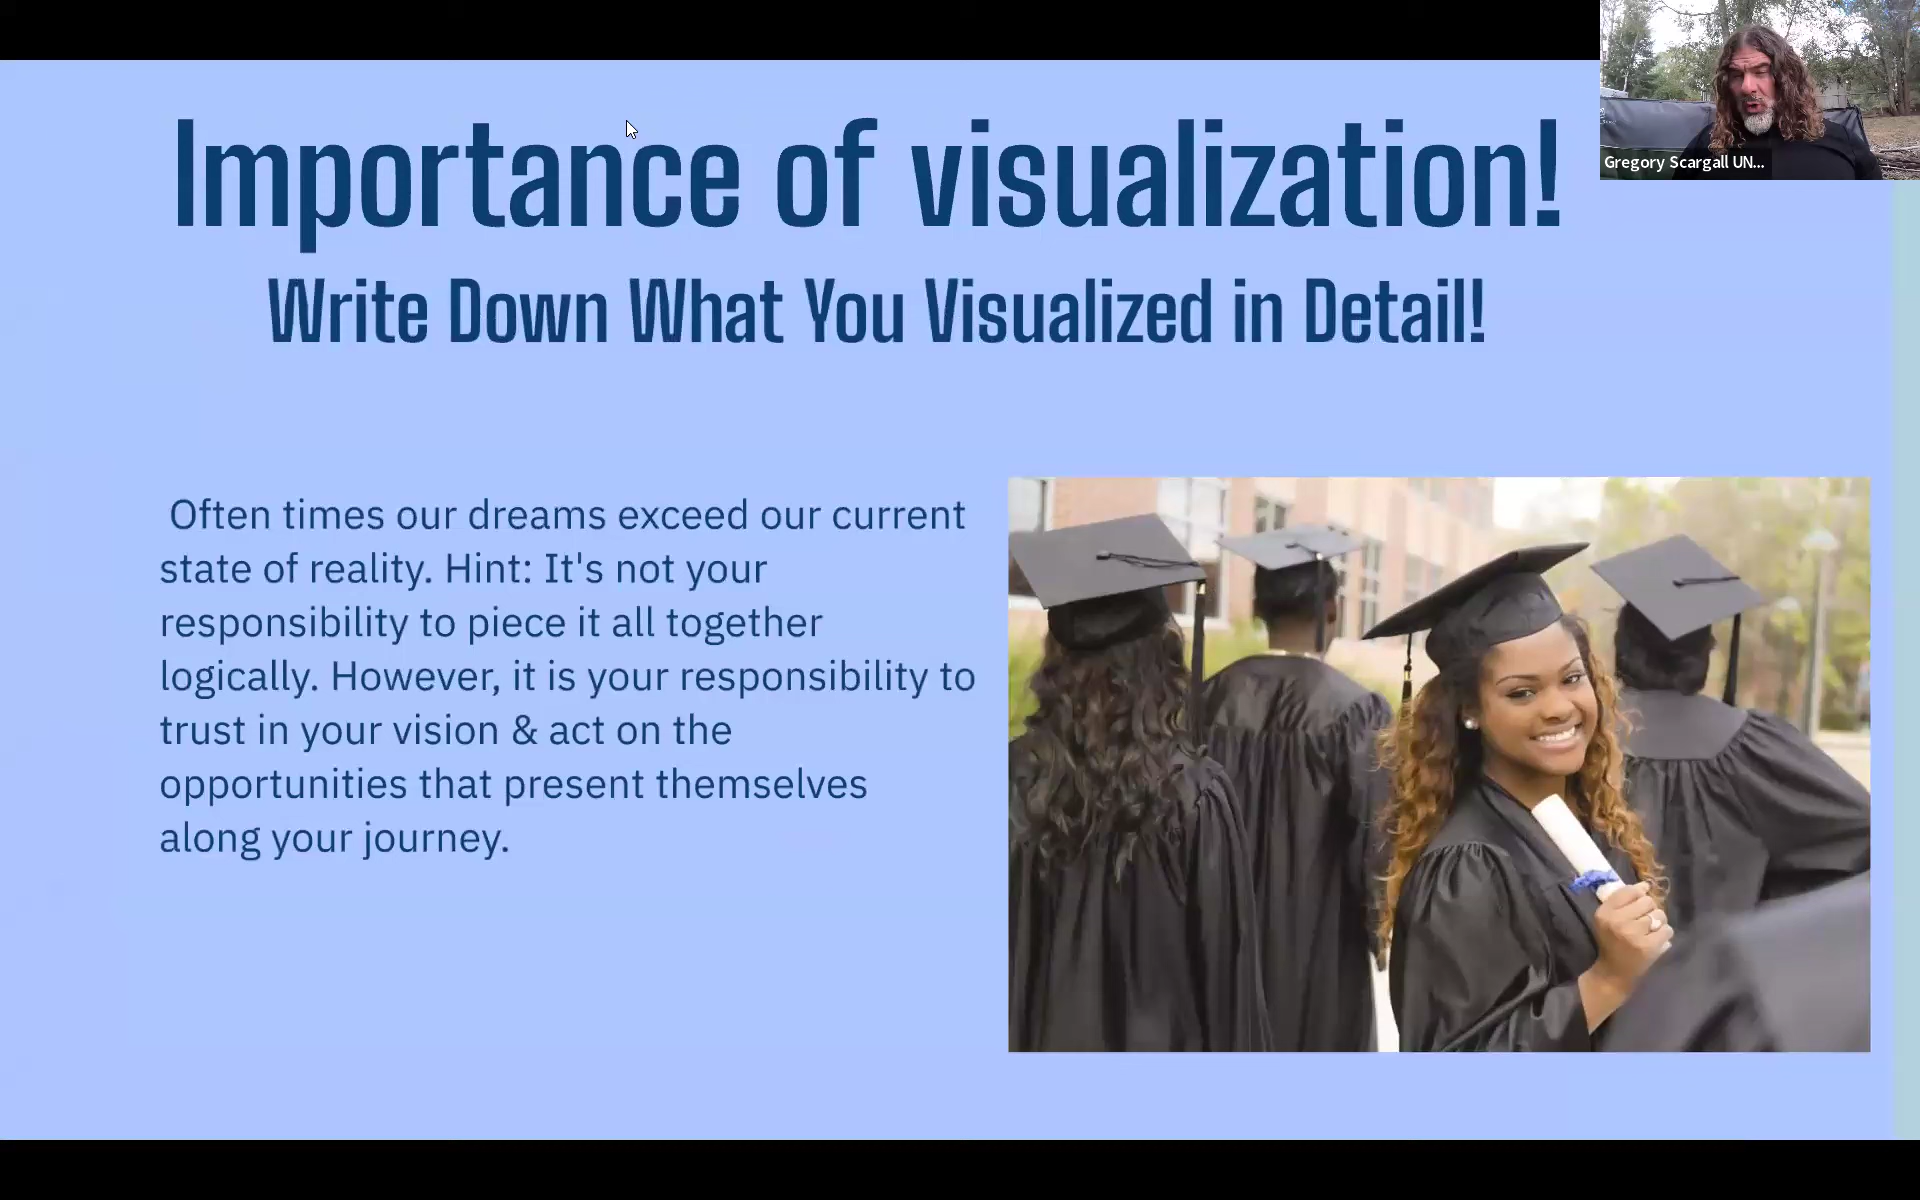 Importance of visualization!
Write Down What You Visualized in Detail!
Often times our dreams exceed our current
state of reality. Hint: It's not your
responsibility to piece it all together
logically. However, it is your responsibility to
trust in your vision & act on the
opportunities that present themselves
along your journey.
Gregory Scargall UN...